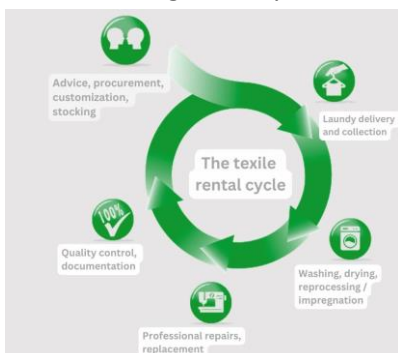 Advice, procurement,
customization,
stocking
Laundy delivery
and collection
The texile
rental cycle
100%
Quality control,
documentation
Washing, drying,
reprocessing /
impregnation
Professional repairs,
replacement